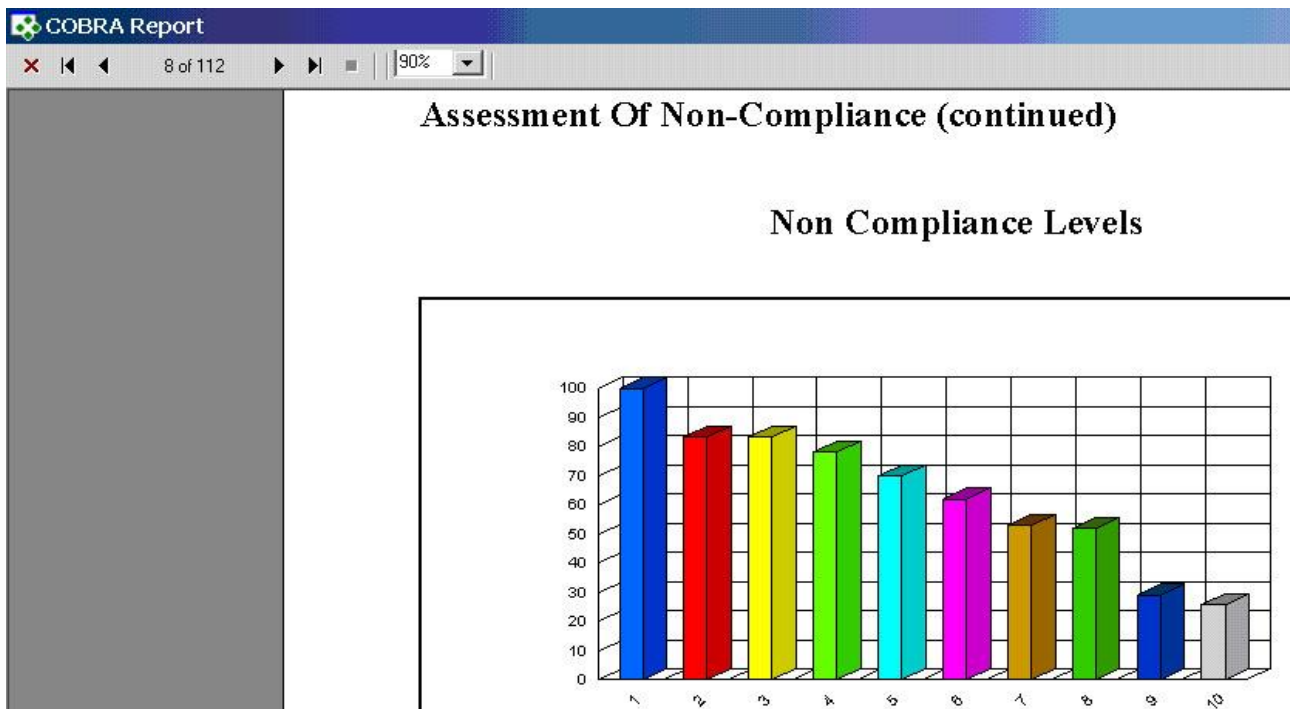 COBRA Report
8 of 112
90%
Assessment Of Non-Compliance (continued)
Non Compliance Levels
100
90
80
70
60
50
40
30
20
10
0
1 2 3 4 5 6 7 8 9 10